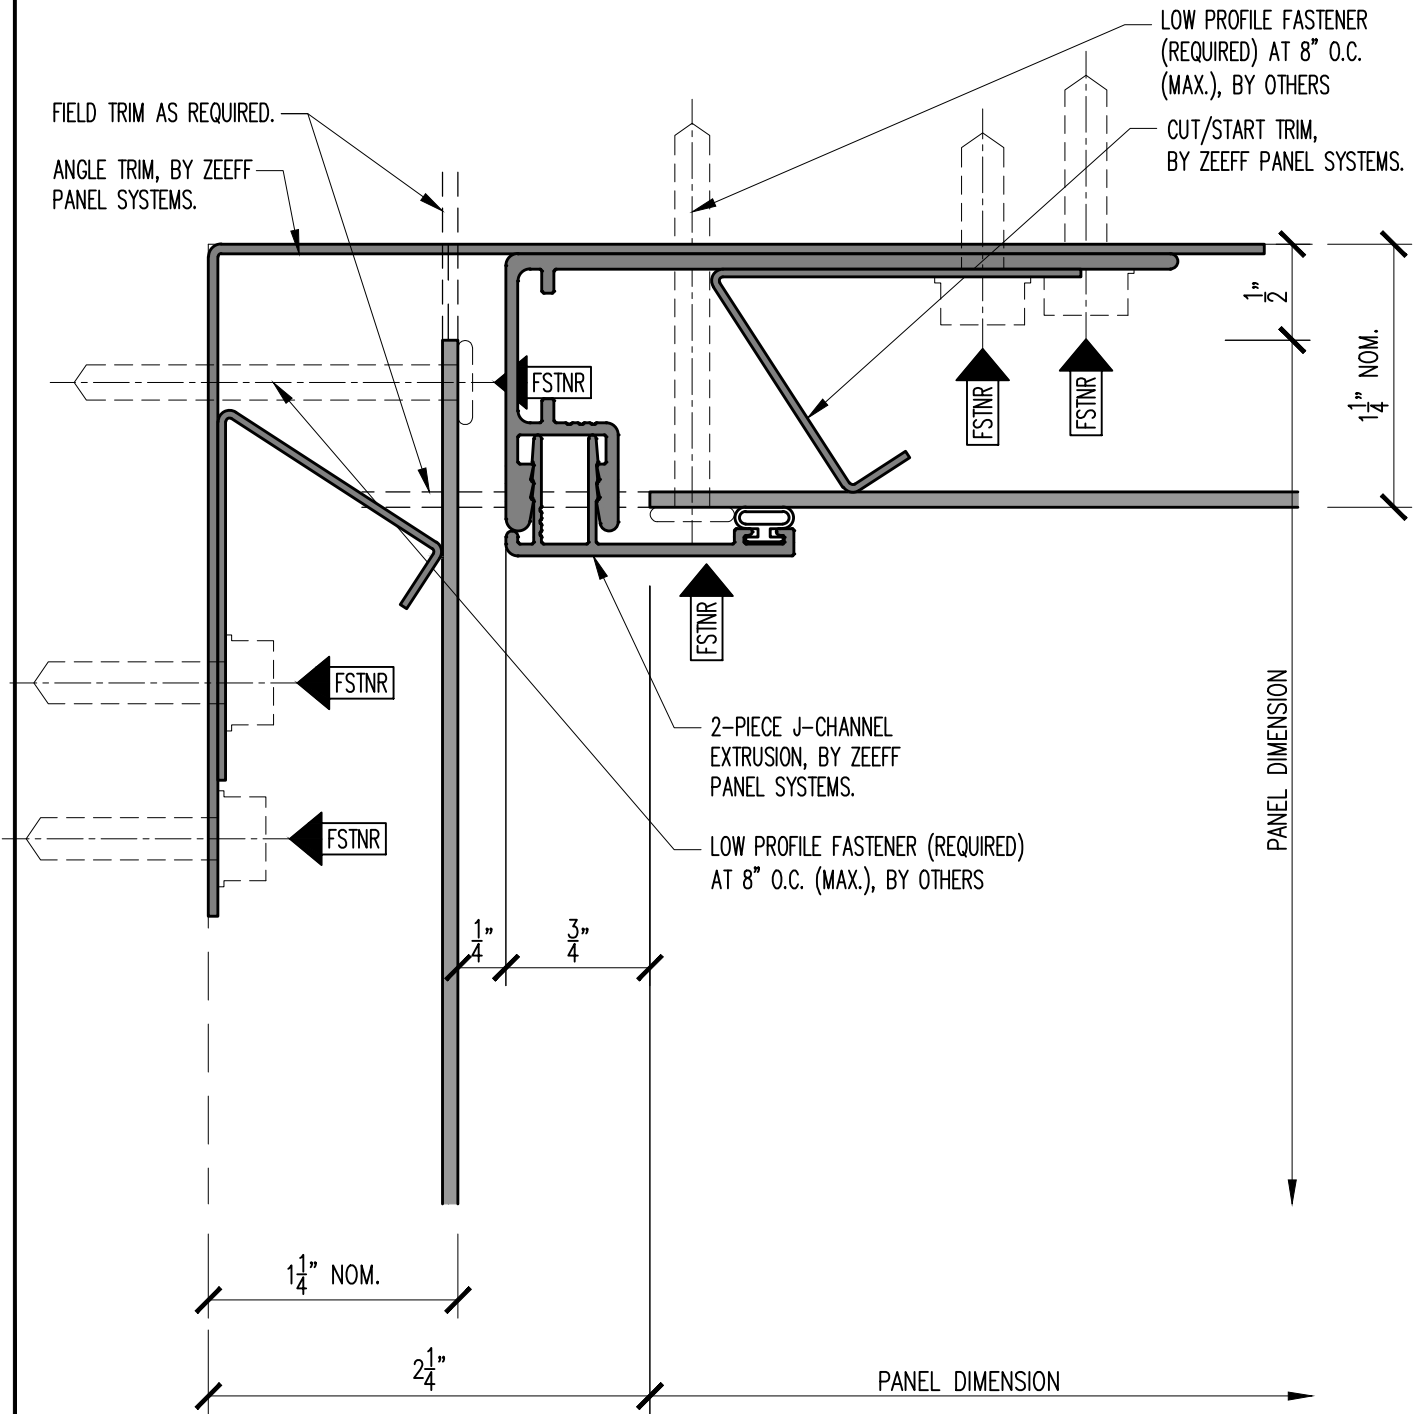 LOW PROFILE FASTENER
(REQUIRED) AT 8" O.C.
(MAX.), BY OTHERS
FIELD TRIM AS REQUIRED.
CUT/START TRIM,
BY ZEEFF PANEL SYSTEMS.
ANGLE TRIM, BY ZEEFF
PANEL SYSTEMS.
1/2"
1 1/4" NOM.
FSTNR
FSTNR
FSTNR
FSTNR
FSTNR
FSTNR
2-PIECE J-CHANNEL
EXTRUSION, BY ZEEFF
PANEL SYSTEMS.
PANEL DIMENSION
LOW PROFILE FASTENER (REQUIRED)
AT 8" O.C. (MAX.), BY OTHERS
1/4"
3/4"
1 1/4" NOM.
2 1/4"
PANEL DIMENSION